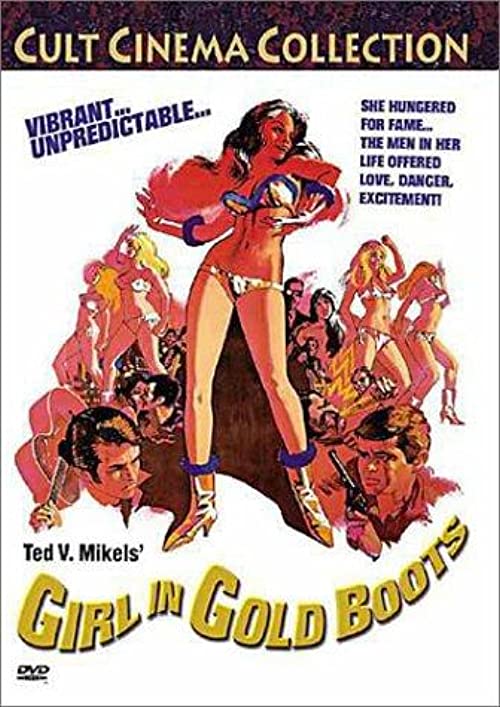 CULT CINEMA COLLECTION
VIBRANT...
UNPREDICTABLE...
SHE HUNGERED
FOR FAME...
THE MEN IN HER
LIFE OFFERED
LOVE, DANGER,
EXCITEMENT!
Ted V. Mikels'
GIRL IN GOLD BOOTS
DVD